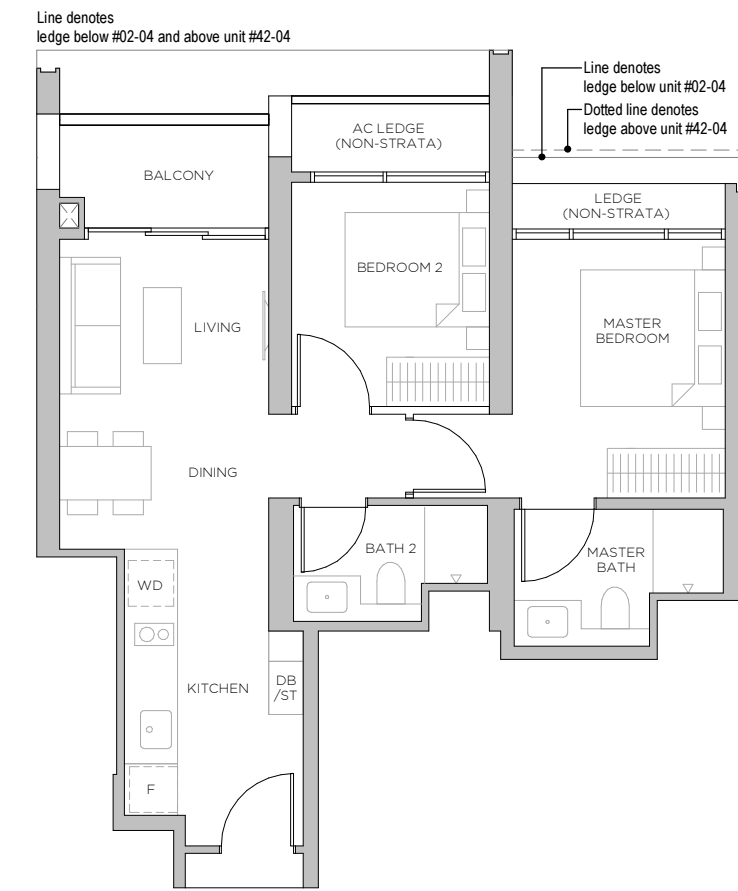 Line denotes
ledge below #02-04 and above unit #42-04
Line denotes
ledge below unit #02-04
Dotted line denotes
ledge above unit #42-04
AC LEDGE
(NON-STRATA)
BALCONY
LEDGE
(NON-STRATA)
BEDROOM 2
LIVING
MASTER
BEDROOM
DINING
BATH 2
MASTER
BATH
WD
KITCHEN
DB
/ST
F